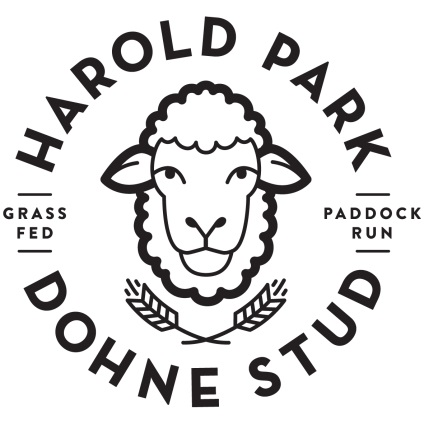 HAROLD PARK
GRASS
FED
PADDOCK
RUN
DOHNE STUD